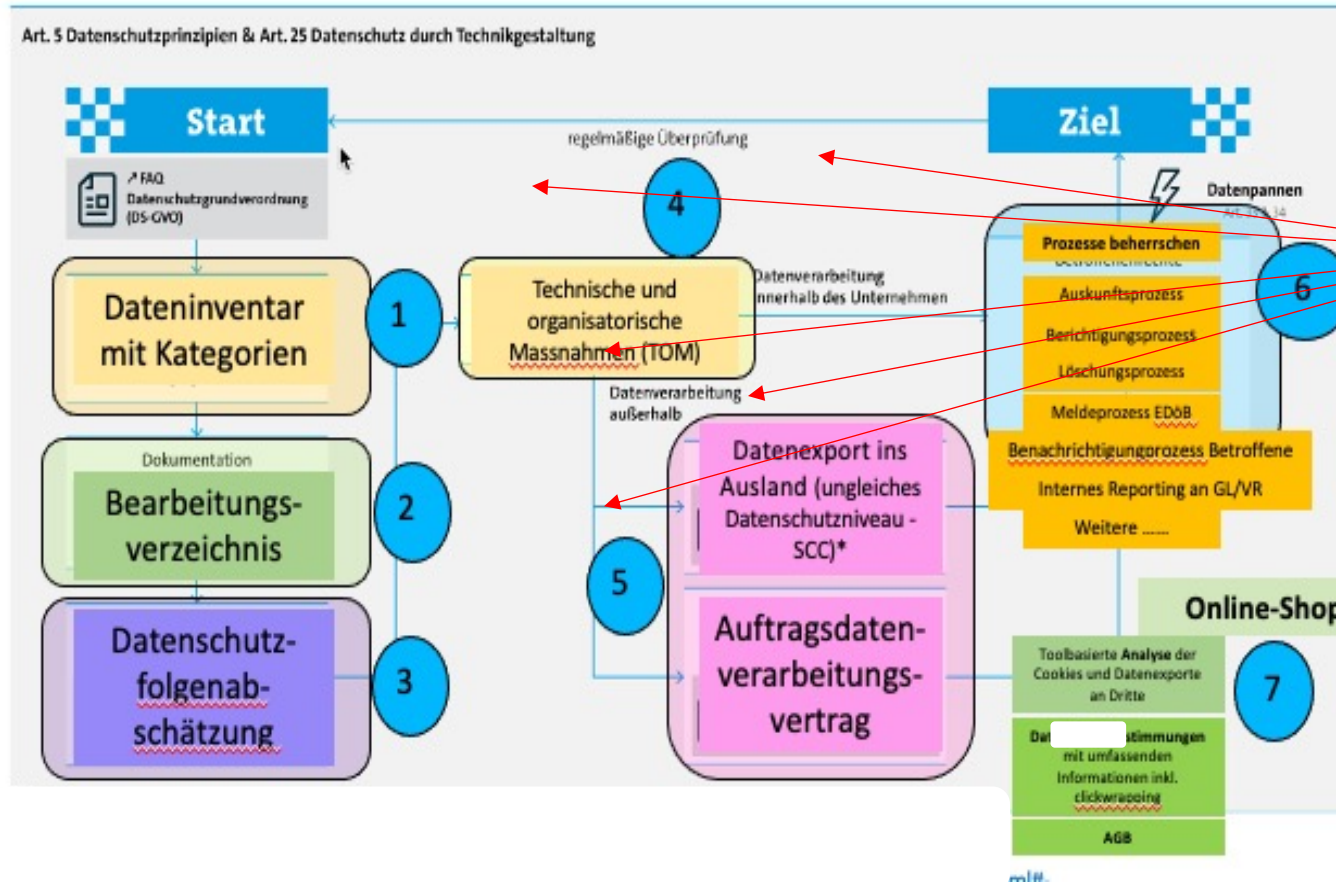 Art. 5 Datenschutzprinzipien & Art. 25 Datenschutz durch Technikgestaltung
Start
Ziel
regelmäßige Überprüfung
↗ FAQ
Datenschutzgrundverordnung
(DS-GVO)
4
Datenpannen
Prozesse beherrschen
6
Dateninventar
mit Kategorien
1
Technische und
organisatorische
Massnahmen (TOM)
Datenverarbeitung
innerhalb des Unternehmen
Auskunftsprozess
Berichtigungsprozess
Löschungsprozess
Meldeprozess EDöB
Benachrichtigungprozess Betroffene
Internes Reporting an GL/VR
Weitere ......
Datenverarbeitung
außerhalb
Dokumentation
Bearbeitungs-
verzeichnis
2
Datenexport ins
Ausland (ungleiches
Datenschutzniveau -
SCC)*
5
Datenschutz-
folgenab-
schätzung
3
Auftragsdaten-
verarbeitungs-
vertrag
Online-Shop
Toolbasierte Analyse der
Cookies und Datenexporte
an Dritte
7
Dat stimmungen
mit umfassenden
Informationen inkl.
clickwrapping
AGB